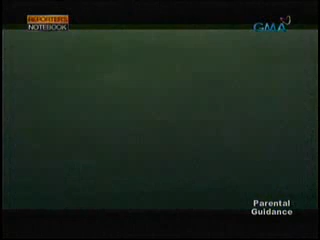 REPORTER'S
NOTEBOOK
GMA
Parental
Guidance